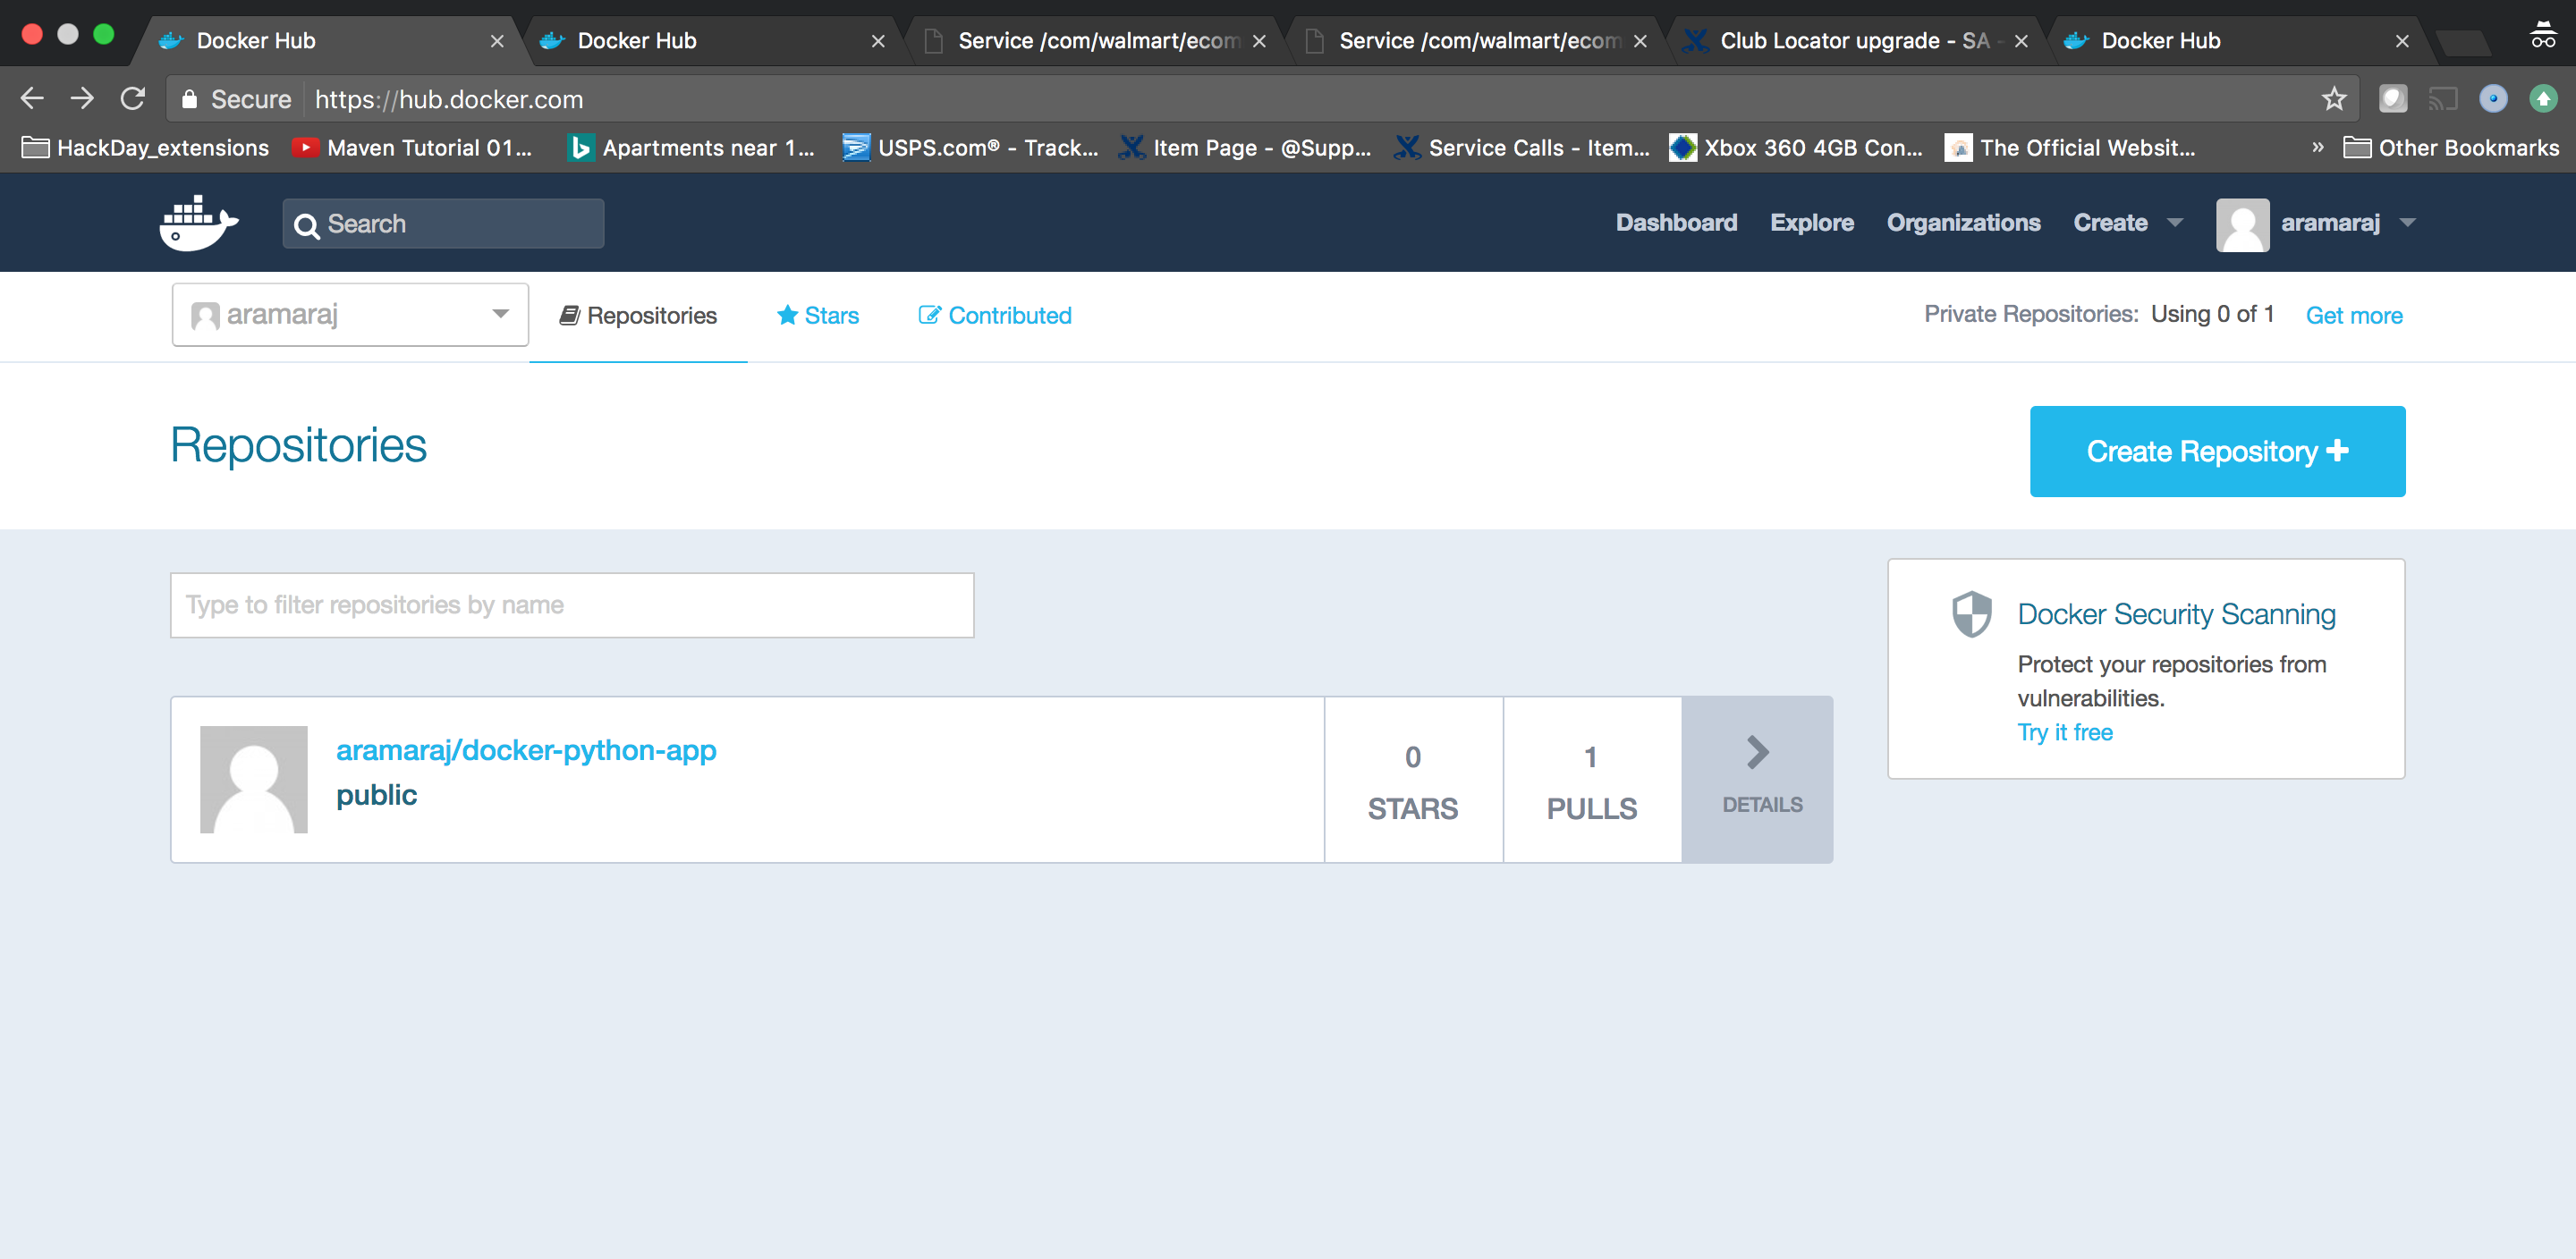 Docker Hub
Docker Hub
Service /com/walmart/ecom
Service /com/walmart/ecom
Club Locator upgrade - SA -
Docker Hub
Secure https://hub.docker.com
HackDay_extensions
Maven Tutorial 01...
Apartments near 1...
USPS.com® - Track...
Item Page - @Supp...
Service Calls - Item...
Xbox 360 4GB Con...
The Official Websit...
»
Other Bookmarks
Search
Dashboard
Explore
Organizations
Create
aramaraj
aramaraj
Repositories
Stars
Contributed
Private Repositories: Using 0 of 1
Get more
Repositories
Create Repository
Type to filter repositories by name
aramaraj/docker-python-app
public
0
STARS
1
PULLS
DETAILS
Docker Security Scanning
Protect your repositories from
vulnerabilities.
Try it free